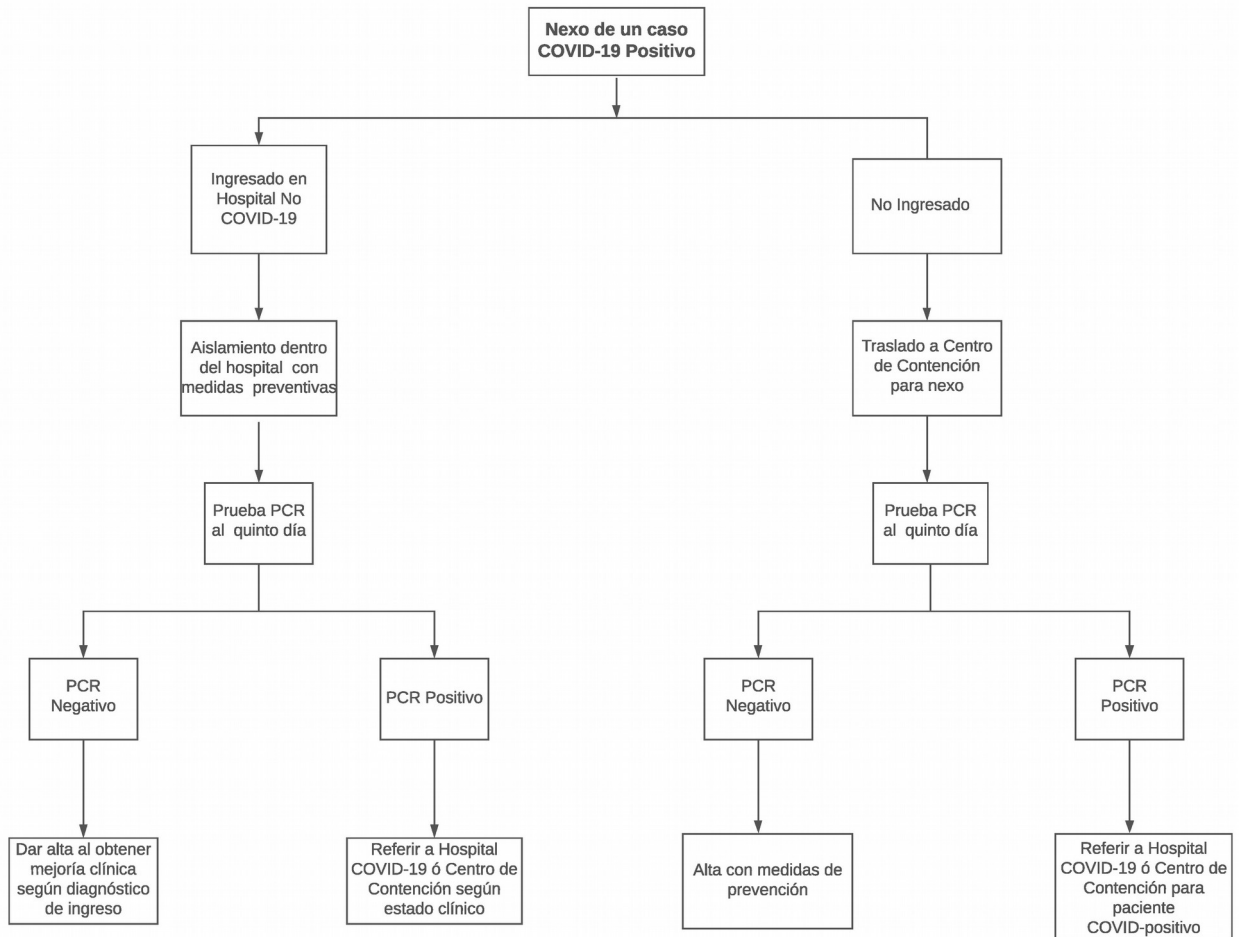 Nexo de un caso
COVID-19 Positivo
Ingresado en
Hospital No
COVID-19
No Ingresado
Aislamiento dentro
del hospital con
medidas preventivas
Traslado a Centro
de Contención
para nexo
Prueba PCR
al quinto día
Prueba PCR
al quinto día
PCR
Negativo
PCR Positivo
PCR
Negativo
PCR
Positivo
Dar alta al obtener
mejoría clínica
según diagnóstico
de ingreso
Referir a Hospital
COVID-19 ó Centro de
Contención según
estado clínico
Alta con medidas de
prevención
Referir a Hospital
COVID-19 ó Centro de
Contención para
paciente
COVID-positivo